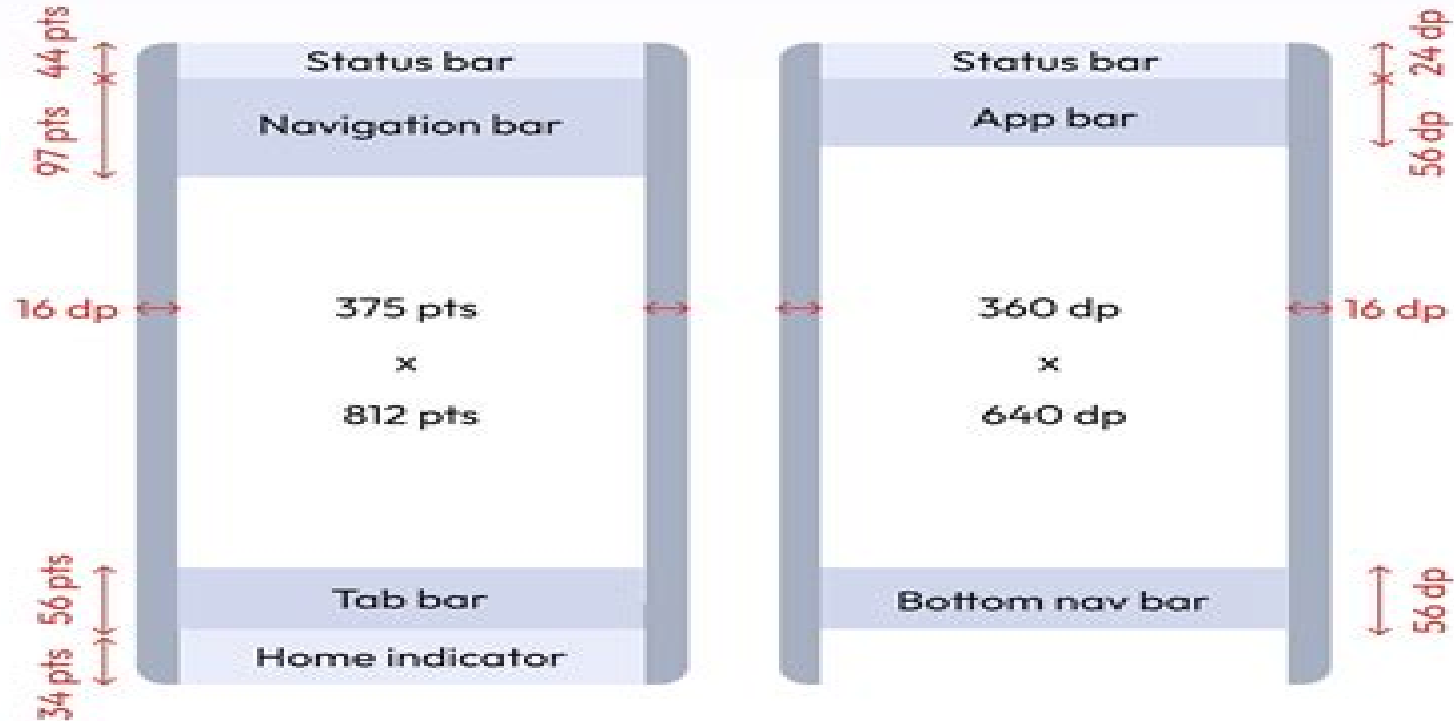 44 pts
Status bar
97 pts
Navigation bar
16 dp
375 pts
x
812 pts
56 pts
Tab bar
34 pts
Home indicator
Status bar
24 dp
App bar
56 dp
360 dp
x
640 dp
16 dp
Bottom nav bar
56 dp